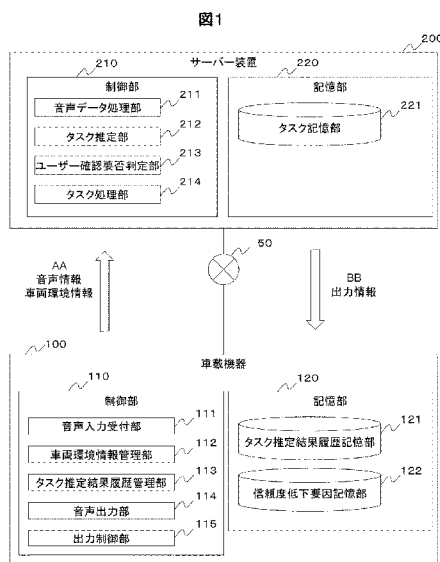 図1
200
サーバー装置
210
制御部
音声データ処理部
211
タスク推定部
212
ユーザー確認要否判定部
213
タスク処理部
214
220
記憶部
タスク記憶部
221
50
AA
音声情報
車両環境情報
BB
出力情報
100
車載機器
110
制御部
音声入力受付部
111
車両環境情報管理部
112
タスク推定結果履歴管理部
113
音声出力部
114
出力制御部
115
120
記憶部
タスク推定結果履歴記憶部
121
信頼度低下要因記憶部
122